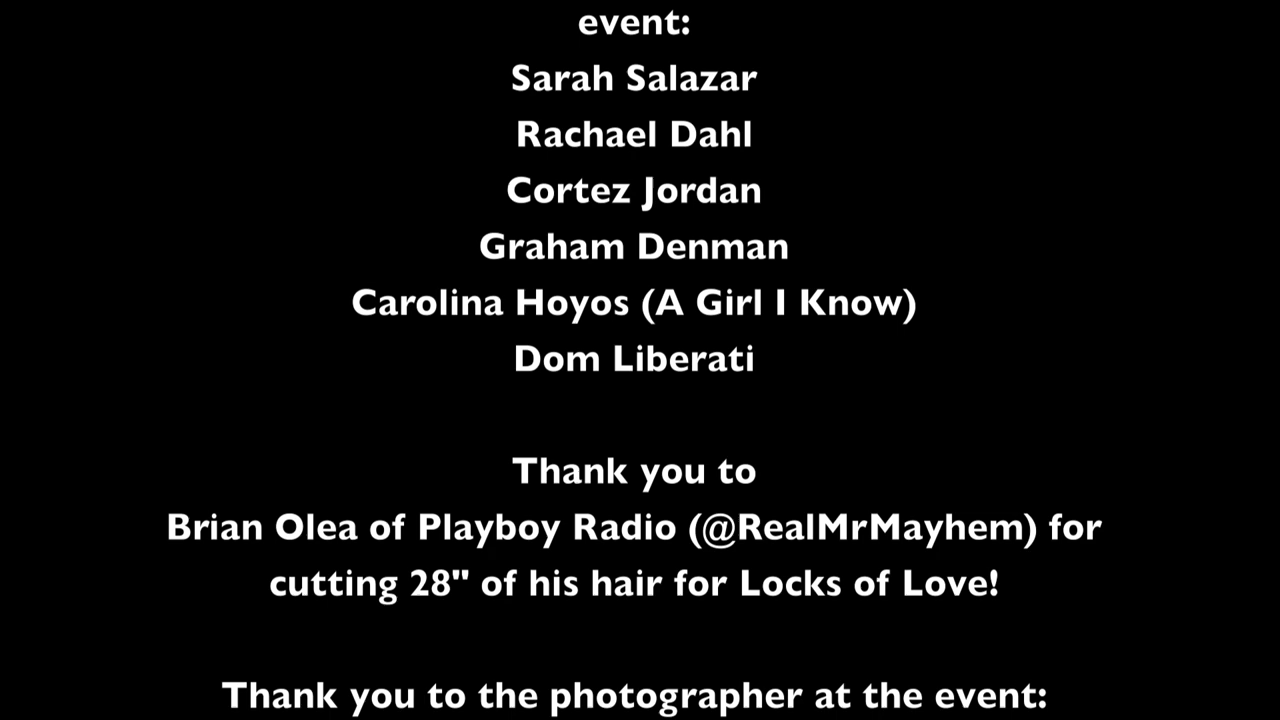 event:
Sarah Salazar
Rachael Dahl
Cortez Jordan
Graham Denman
Carolina Hoyos (A Girl I Know)
Dom Liberati
Thank you to
Brian Olea of Playboy Radio (@RealMrMayhem) for
cutting 28" of his hair for Locks of Love!
Thank you to the photographer at the event: